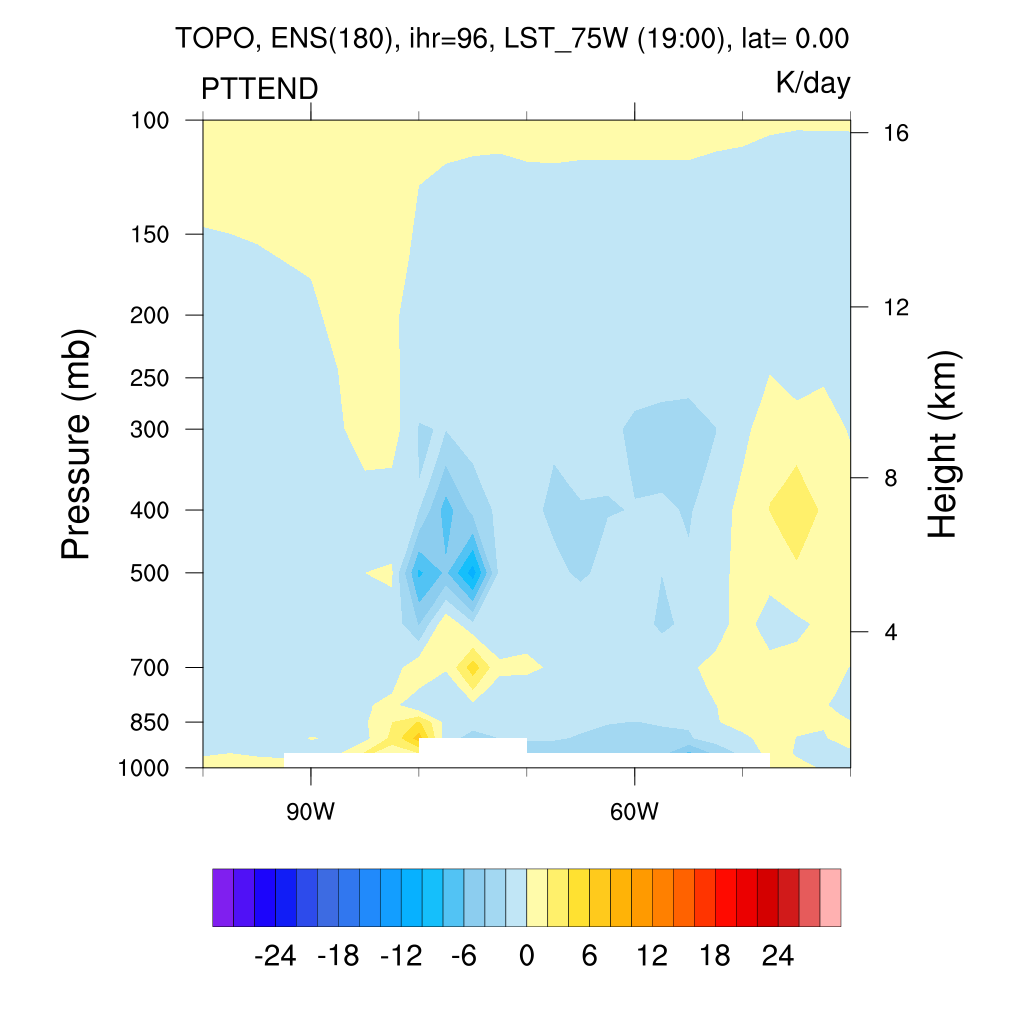 TOPO, ENS(180), ihr=96, LST_75W (19:00), lat= 0.00
PTTEND
K/day
100
150
200
250
300
400
500
700
850
1000
Pressure (mb)
16
12
8
4
Height (km)
90W
60W
-24 -18 -12 -6 0 6 12 18 24